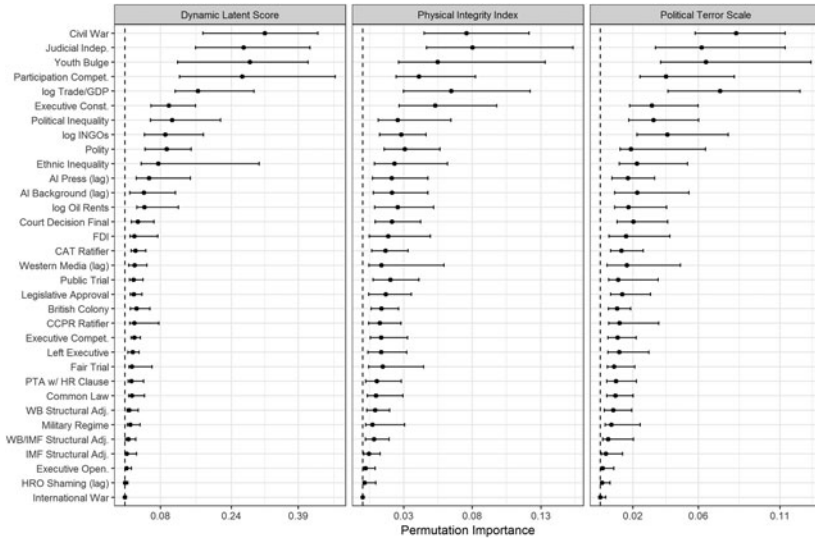 Dynamic Latent Score
Physical Integrity Index
Political Terror Scale
Civil War
Judicial Indep.
Youth Bulge
Participation Compet.
log Trade/GDP
Executive Const.
Political Inequality
log INGOs
Polity
Ethnic Inequality
AI Press (lag)
AI Background (lag)
log Oil Rents
Court Decision Final
FDI
CAT Ratifier
Western Media (lag)
Public Trial
Legislative Approval
British Colony
CCPR Ratifier
Executive Compet.
Left Executive
Fair Trial
PTA w/ HR Clause
Common Law
WB Structural Adj.
Military Regime
WB/IMF Structural Adj.
IMF Structural Adj.
Executive Open.
HRO Shaming (lag)
International War
0.08 0.24 0.39 0.03 0.08 0.13 0.02 0.06 0.11
Permutation Importance